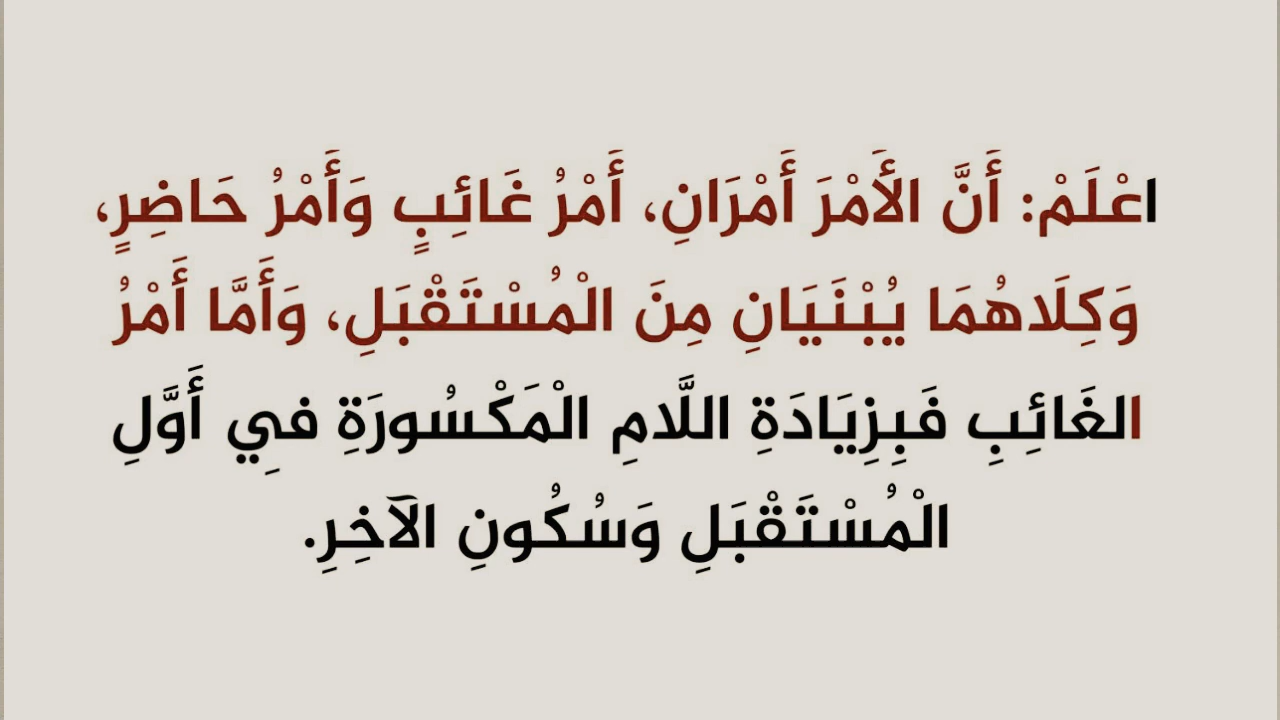 اعْلَمْ: أَنَّ الأَمْرَ أَمْرَانِ، أَمْرُ غَائِبٍ وَأَمْرُ حَاضِرٍ،
وَكِلَاهُمَا يُبْنَيَانِ مِنَ الْمُسْتَقْبَلِ، وَأَمَّا أَمْرُ
الغَائِبِ فَبِزِيَادَةِ اللَّامِ الْمَكْسُورَةِ فِي أَوَّلِ
الْمُسْتَقْبَلِ وَسُكُونِ الآخِرِ.